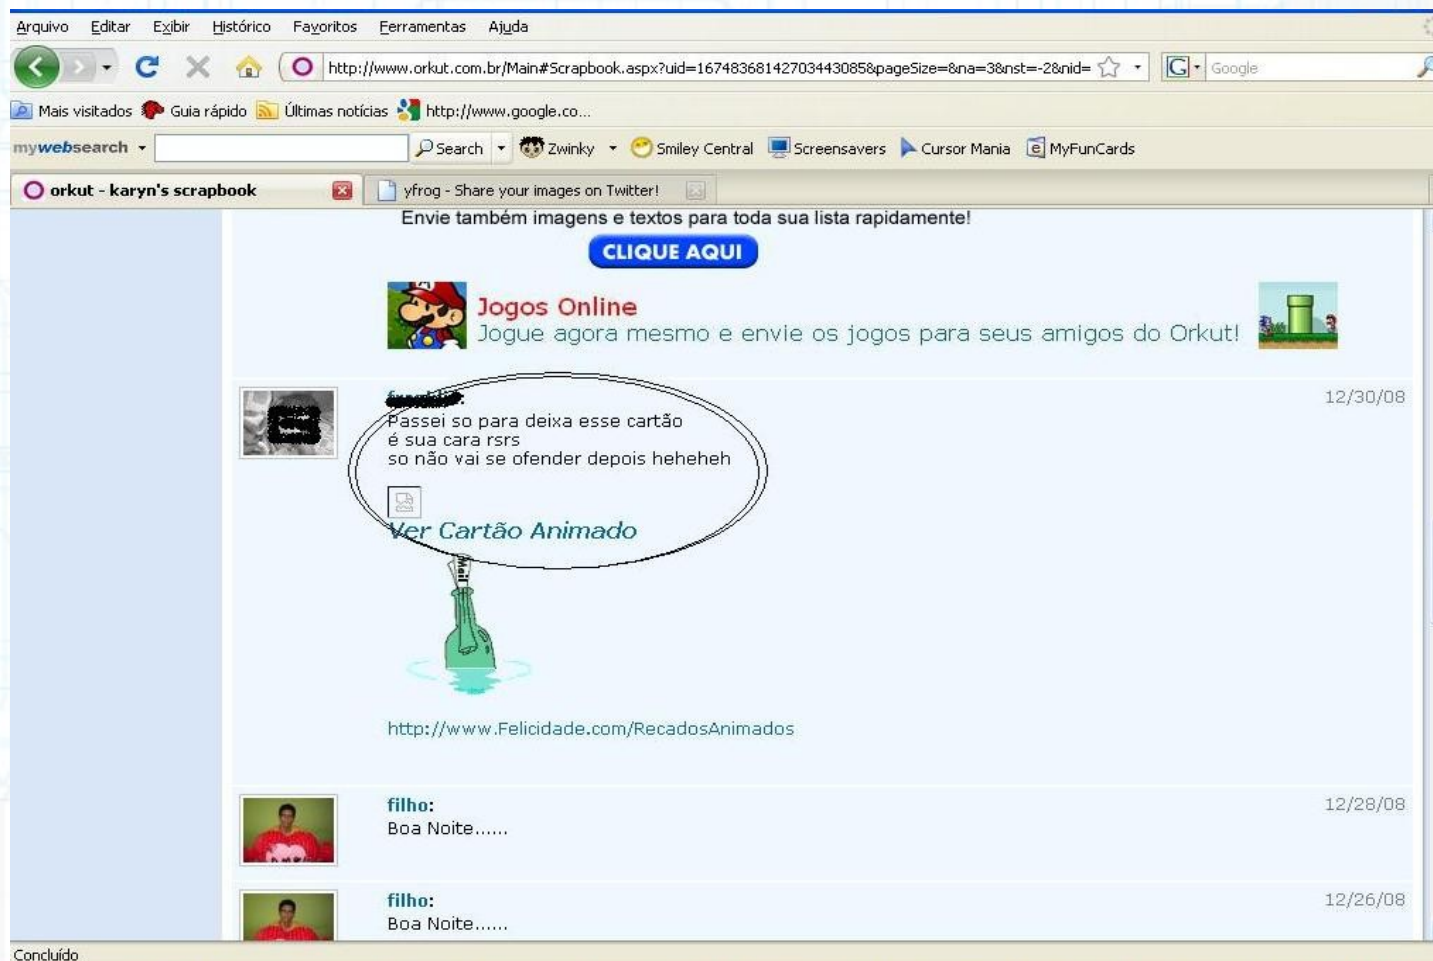 Arquivo Editar Exibir Histórico Favoritos Ferramentas Ajuda
http://www.orkut.com.br/Main#Scrapbook.aspx?uid=16748368142703443085&pageSize=&na=3&nst=-2&nid= G Google
Mais visitados Guia rápido Últimas notícias http://www.google.co...
mywebsearch Search Zwinky Smiley Central Screensavers Cursor Mania MyFunCards
orkut - karyn's scrapbook yfrog - Share your images on Twitter!
Envie também imagens e textos para toda sua lista rapidamente!
CLIQUE AQUI
Jogos Online
Jogue agora mesmo e envie os jogos para seus amigos do Orkut!
12/30/08
Passei so para deixa esse cartão
é sua cara rsrs
so não vai se ofender depois heheheh
Ver Cartão Animado
Mail
http://www.Felicidade.com/RecadosAnimados
filho: 12/28/08
Boa Noite......
filho: 12/26/08
Boa Noite......
Concluído